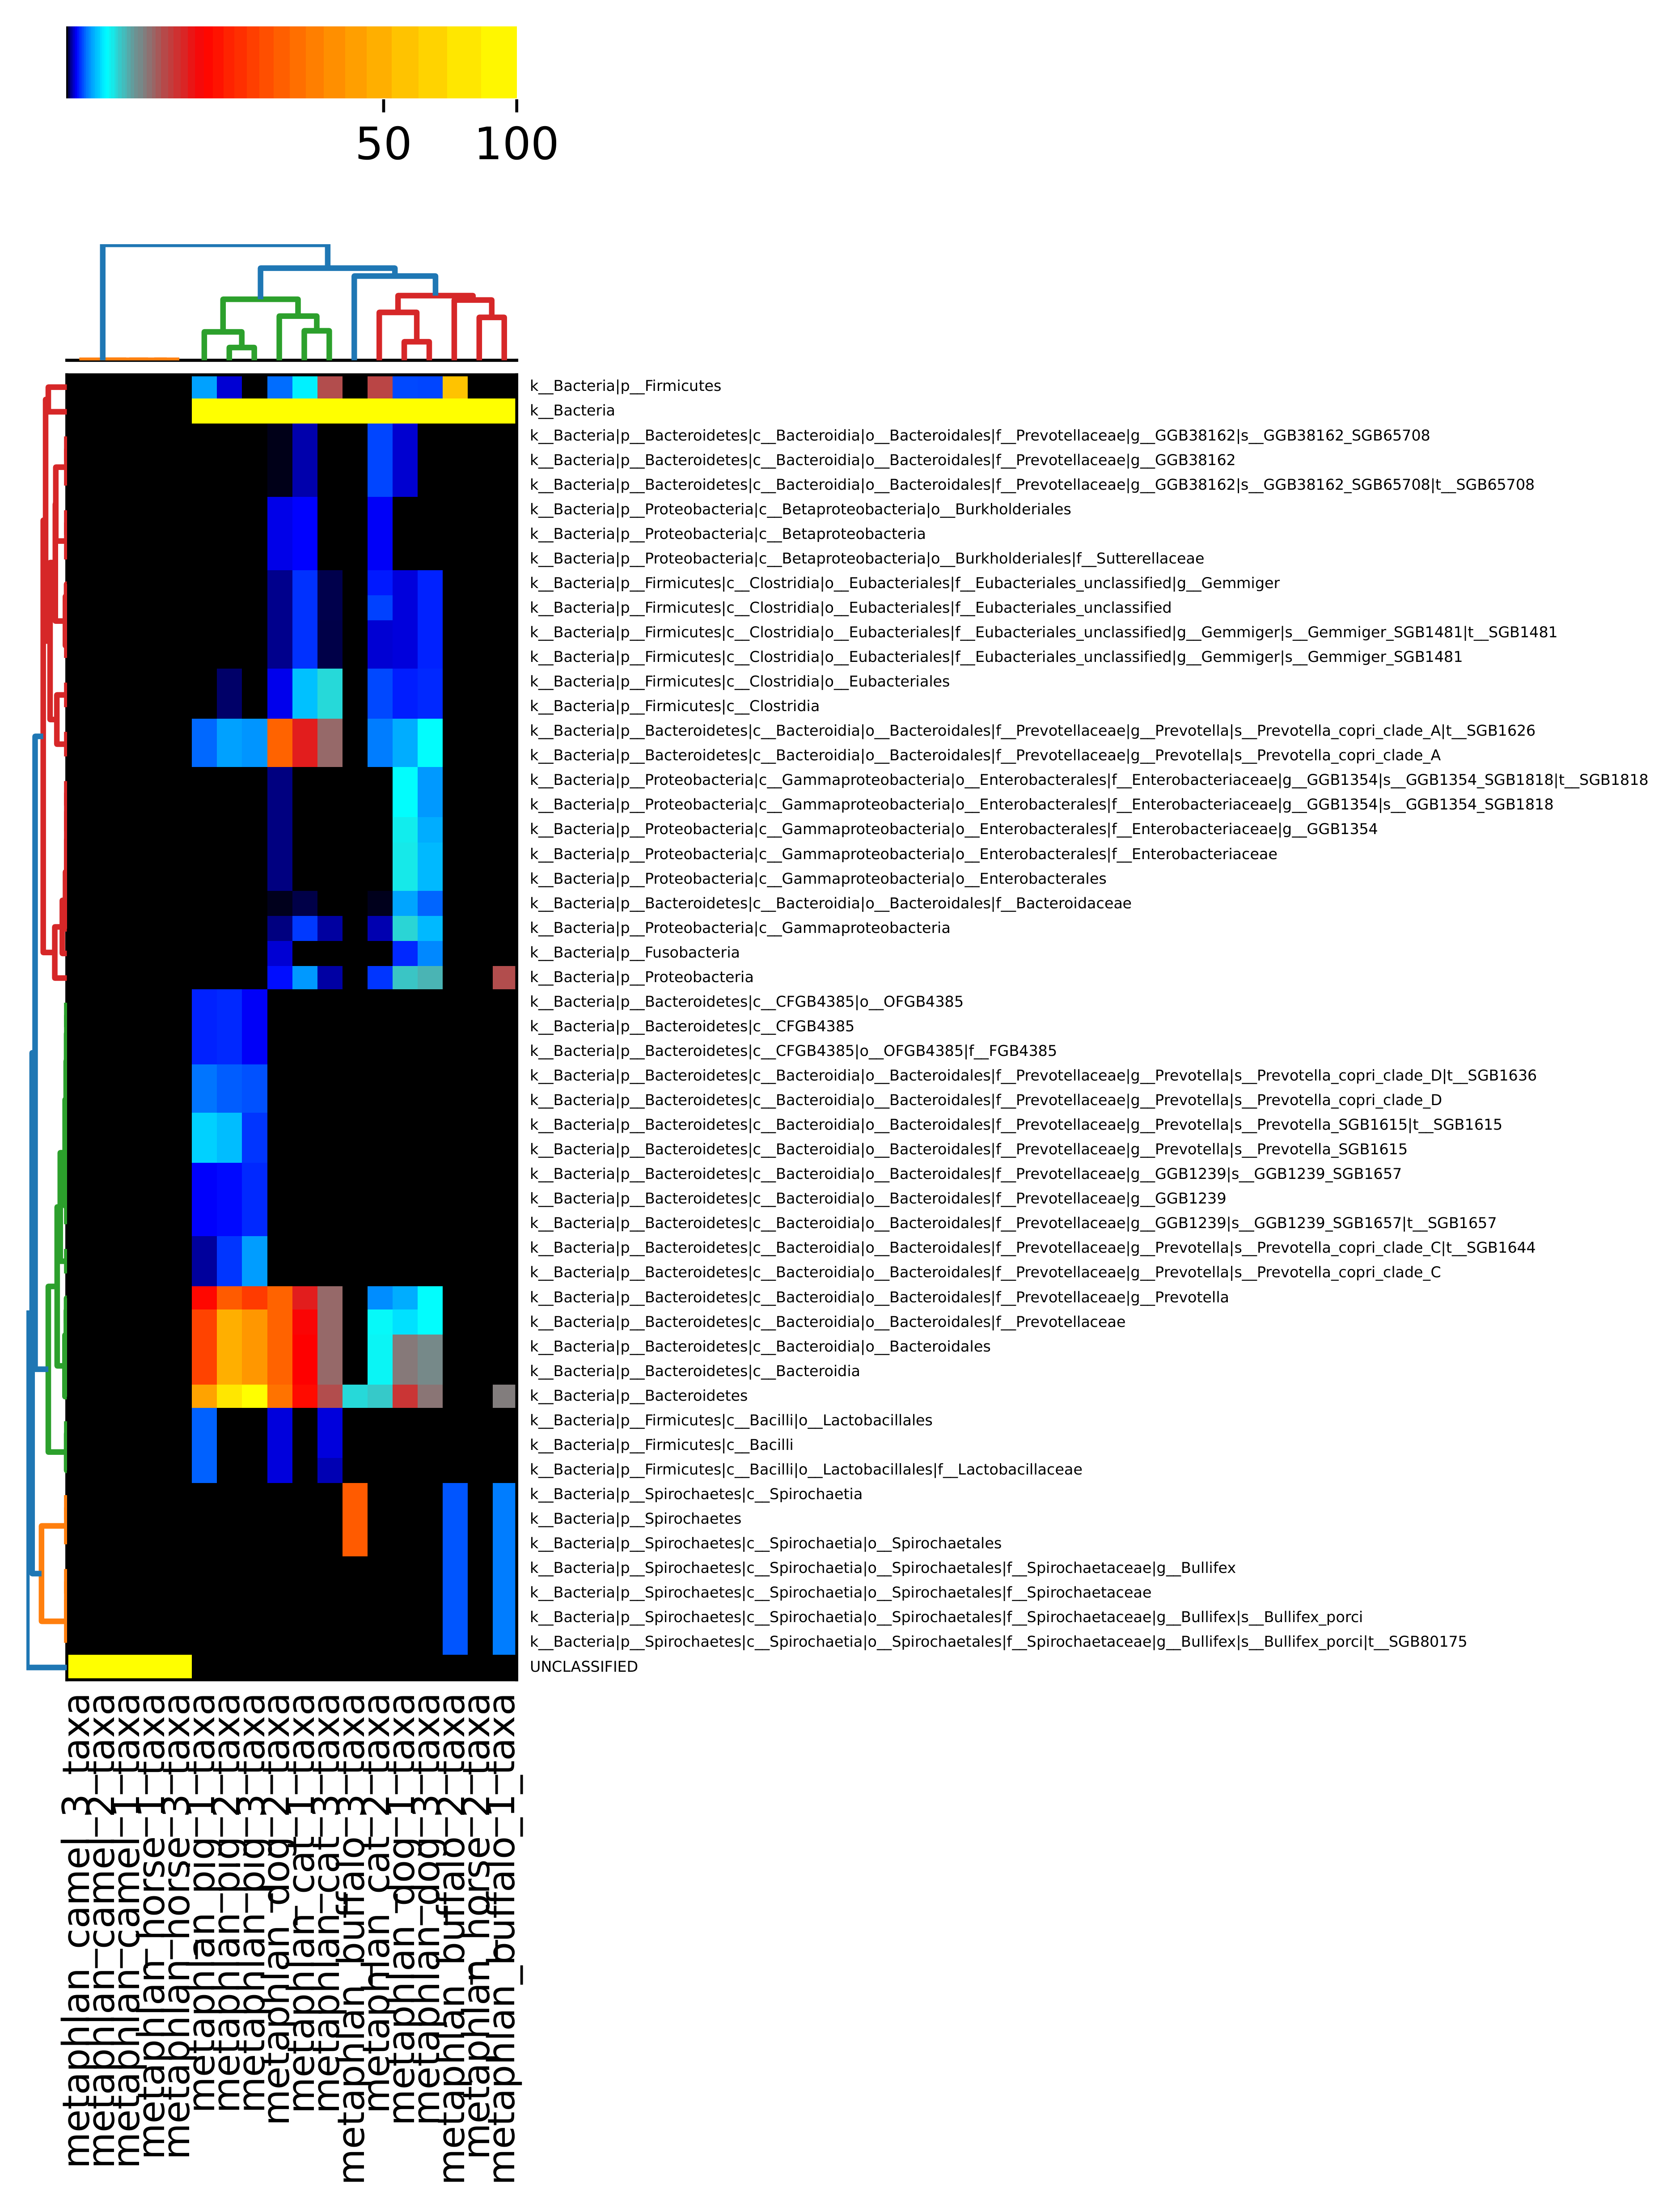 50 100
k__Bacteria|p__Firmicutes
k__Bacteria
k__Bacteria|p__Bacteroidetes|c__Bacteroidia|o__Bacteroidales|f__Prevotellaceae|g__GGB38162|s__GGB38162_SGB65708
k__Bacteria|p__Bacteroidetes|c__Bacteroidia|o__Bacteroidales|f__Prevotellaceae|g__GGB38162
k__Bacteria|p__Bacteroidetes|c__Bacteroidia|o__Bacteroidales|f__Prevotellaceae|g__GGB38162|s__GGB38162_SGB65708|t__SGB65708
k__Bacteria|p__Proteobacteria|c__Betaproteobacteria|o__Burkholderiales
k__Bacteria|p__Proteobacteria|c__Betaproteobacteria
k__Bacteria|p__Proteobacteria|c__Betaproteobacteria|o__Burkholderiales|f__Sutterellaceae
k__Bacteria|p__Firmicutes|c__Clostridia|o__Eubacteriales|f__Eubacteriales_unclassified|g__Gemmiger
k__Bacteria|p__Firmicutes|c__Clostridia|o__Eubacteriales|f__Eubacteriales_unclassified
k__Bacteria|p__Firmicutes|c__Clostridia|o__Eubacteriales|f__Eubacteriales_unclassified|g__Gemmiger|s__Gemmiger_SGB1481|t__SGB1481
k__Bacteria|p__Firmicutes|c__Clostridia|o__Eubacteriales|f__Eubacteriales_unclassified|g__Gemmiger|s__Gemmiger_SGB1481
k__Bacteria|p__Firmicutes|c__Clostridia|o__Eubacteriales
k__Bacteria|p__Firmicutes|c__Clostridia
k__Bacteria|p__Bacteroidetes|c__Bacteroidia|o__Bacteroidales|f__Prevotellaceae|g__Prevotella|s__Prevotella_copri_clade_A|t__SGB1626
k__Bacteria|p__Bacteroidetes|c__Bacteroidia|o__Bacteroidales|f__Prevotellaceae|g__Prevotella|s__Prevotella_copri_clade_A
k__Bacteria|p__Proteobacteria|c__Gammaproteobacteria|o__Enterobacterales|f__Enterobacteriaceae|g__GGB1354|s__GGB1354_SGB1818|t__SGB1818
k__Bacteria|p__Proteobacteria|c__Gammaproteobacteria|o__Enterobacterales|f__Enterobacteriaceae|g__GGB1354|s__GGB1354_SGB1818
k__Bacteria|p__Proteobacteria|c__Gammaproteobacteria|o__Enterobacterales|f__Enterobacteriaceae|g__GGB1354
k__Bacteria|p__Proteobacteria|c__Gammaproteobacteria|o__Enterobacterales|f__Enterobacteriaceae
k__Bacteria|p__Proteobacteria|c__Gammaproteobacteria|o__Enterobacterales
k__Bacteria|p__Bacteroidetes|c__Bacteroidia|o__Bacteroidales|f__Bacteroidaceae
k__Bacteria|p__Proteobacteria|c__Gammaproteobacteria
k__Bacteria|p__Fusobacteria
k__Bacteria|p__Proteobacteria
k__Bacteria|p__Bacteroidetes|c__CFGB4385|o__OFGB4385
k__Bacteria|p__Bacteroidetes|c__CFGB4385
k__Bacteria|p__Bacteroidetes|c__CFGB4385|o__OFGB4385|f__FGB4385
k__Bacteria|p__Bacteroidetes|c__Bacteroidia|o__Bacteroidales|f__Prevotellaceae|g__Prevotella|s__Prevotella_copri_clade_D|t__SGB1636
k__Bacteria|p__Bacteroidetes|c__Bacteroidia|o__Bacteroidales|f__Prevotellaceae|g__Prevotella|s__Prevotella_copri_clade_D
k__Bacteria|p__Bacteroidetes|c__Bacteroidia|o__Bacteroidales|f__Prevotellaceae|g__Prevotella|s__Prevotella_SGB1615|t__SGB1615
k__Bacteria|p__Bacteroidetes|c__Bacteroidia|o__Bacteroidales|f__Prevotellaceae|g__Prevotella|s__Prevotella_SGB1615
k__Bacteria|p__Bacteroidetes|c__Bacteroidia|o__Bacteroidales|f__Prevotellaceae|g__GGB1239|s__GGB1239_SGB1657
k__Bacteria|p__Bacteroidetes|c__Bacteroidia|o__Bacteroidales|f__Prevotellaceae|g__GGB1239
k__Bacteria|p__Bacteroidetes|c__Bacteroidia|o__Bacteroidales|f__Prevotellaceae|g__GGB1239|s__GGB1239_SGB1657|t__SGB1657
k__Bacteria|p__Bacteroidetes|c__Bacteroidia|o__Bacteroidales|f__Prevotellaceae|g__Prevotella|s__Prevotella_copri_clade_C|t__SGB1644
k__Bacteria|p__Bacteroidetes|c__Bacteroidia|o__Bacteroidales|f__Prevotellaceae|g__Prevotella|s__Prevotella_copri_clade_C
k__Bacteria|p__Bacteroidetes|c__Bacteroidia|o__Bacteroidales|f__Prevotellaceae|g__Prevotella
k__Bacteria|p__Bacteroidetes|c__Bacteroidia|o__Bacteroidales|f__Prevotellaceae
k__Bacteria|p__Bacteroidetes|c__Bacteroidia|o__Bacteroidales
k__Bacteria|p__Bacteroidetes|c__Bacteroidia
k__Bacteria|p__Bacteroidetes
k__Bacteria|p__Firmicutes|c__Bacilli|o__Lactobacillales
k__Bacteria|p__Firmicutes|c__Bacilli
k__Bacteria|p__Firmicutes|c__Bacilli|o__Lactobacillales|f__Lactobacillaceae
k__Bacteria|p__Spirochaetes|c__Spirochaetia
k__Bacteria|p__Spirochaetes
k__Bacteria|p__Spirochaetes|c__Spirochaetia|o__Spirochaetales
k__Bacteria|p__Spirochaetes|c__Spirochaetia|o__Spirochaetales|f__Spirochaetaceae|g__Bullifex
k__Bacteria|p__Spirochaetes|c__Spirochaetia|o__Spirochaetales|f__Spirochaetaceae
k__Bacteria|p__Spirochaetes|c__Spirochaetia|o__Spirochaetales|f__Spirochaetaceae|g__Bullifex|s__Bullifex_porci
k__Bacteria|p__Spirochaetes|c__Spirochaetia|o__Spirochaetales|f__Spirochaetaceae|g__Bullifex|s__Bullifex_porci|t__SGB80175
UNCLASSIFIED
metaphlan_camel_3_taxa
metaphlan_camel_2_taxa
metaphlan_camel_1_taxa
metaphlan_horse_1_taxa
metaphlan_horse_3_taxa
metaphlan_pig_1_taxa
metaphlan_pig_2_taxa
metaphlan_pig_3_taxa
metaphlan_dog_2_taxa
metaphlan_cat_1_taxa
metaphlan_cat_3_taxa
metaphlan_buffalo_3_taxa
metaphlan_cat_2_taxa
metaphlan_dog_1_taxa
metaphlan_dog_3_taxa
metaphlan_buffalo_2_taxa
metaphlan_horse_2_taxa
metaphlan_buffalo_1_taxa